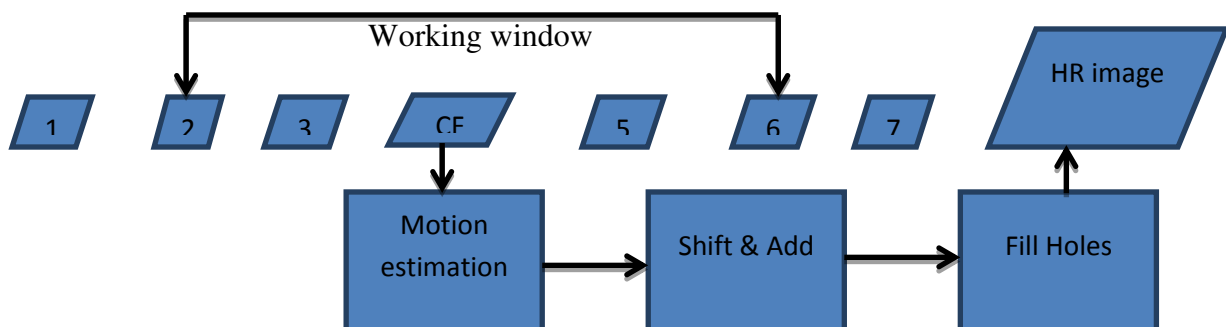 Working window
HR image
1
2
3
CF
5
6
7
Motion
estimation
Shift & Add
Fill Holes